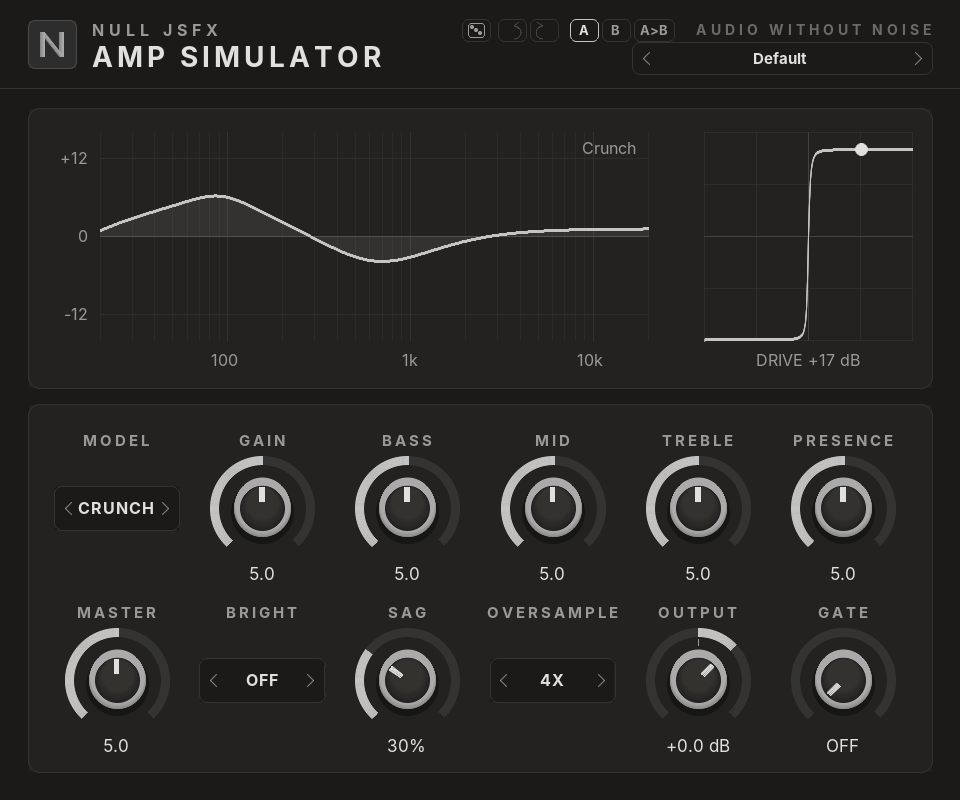 N
NULL JSFX
AMP SIMULATOR
A B A>B
AUDIO WITHOUT NOISE
Default
+12
0
-12
Crunch
100 1k 10k
DRIVE +17 dB
MODEL GAIN BASS MID TREBLE PRESENCE
CRUNCH
5.0 5.0 5.0 5.0 5.0
MASTER BRIGHT SAG OVERSAMPLE OUTPUT GATE
OFF 4X
5.0 30% +0.0 dB OFF